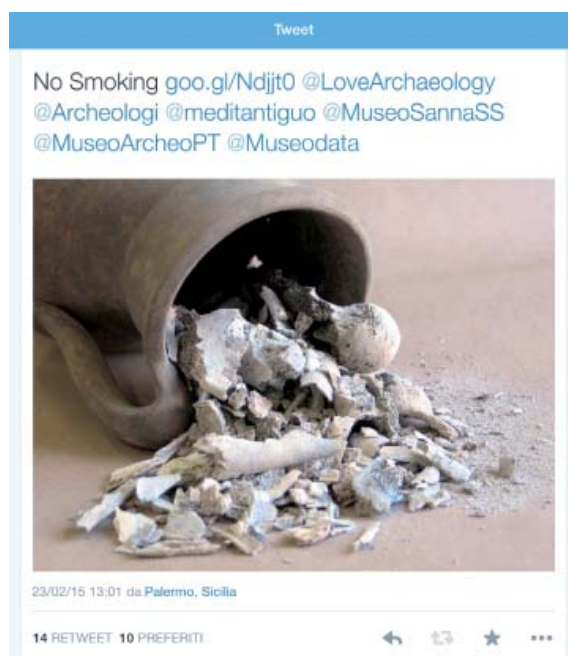 Tweet
No Smoking goo.gl/Ndjjt0 @LoveArchaeology
@Archeologi @meditantiguo @MuseoSannaSS
@MuseoArcheoPT @Museodata
23/02/15 13:01 da Palermo, Sicilia
14 RETWEET 10 PREFERITI